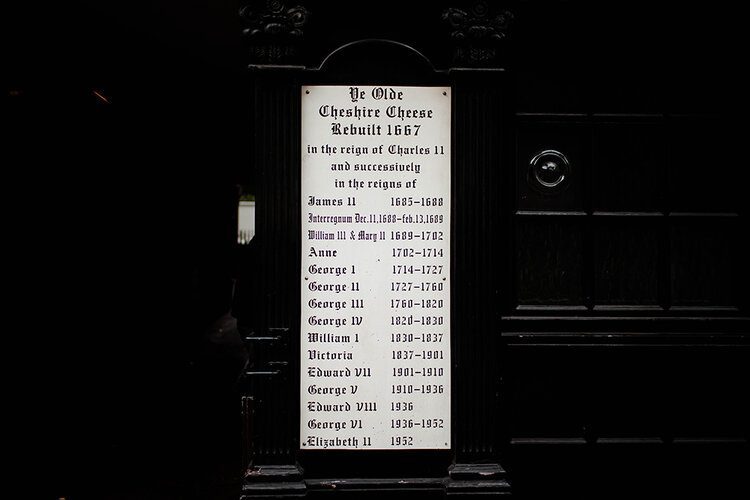 Ye Olde
Cheshire Cheese
Rebuilt 1667
in the reign of Charles 11
and successively
in the reigns of
James 11 1685-1688
Interregnum Dec.11,1688-feb.13,1689
William 111 & Mary 11 1689-1702
Anne 1702-1714
George 1 1714-1727
George 11 1727-1760
George 111 1760-1820
George 1V 1820-1830
William 1 1830-1837
Victoria 1837-1901
Edward V11 1901-1910
George V 1910-1936
Edward V111 1936
George V1 1936-1952
Elizabeth 11 1952